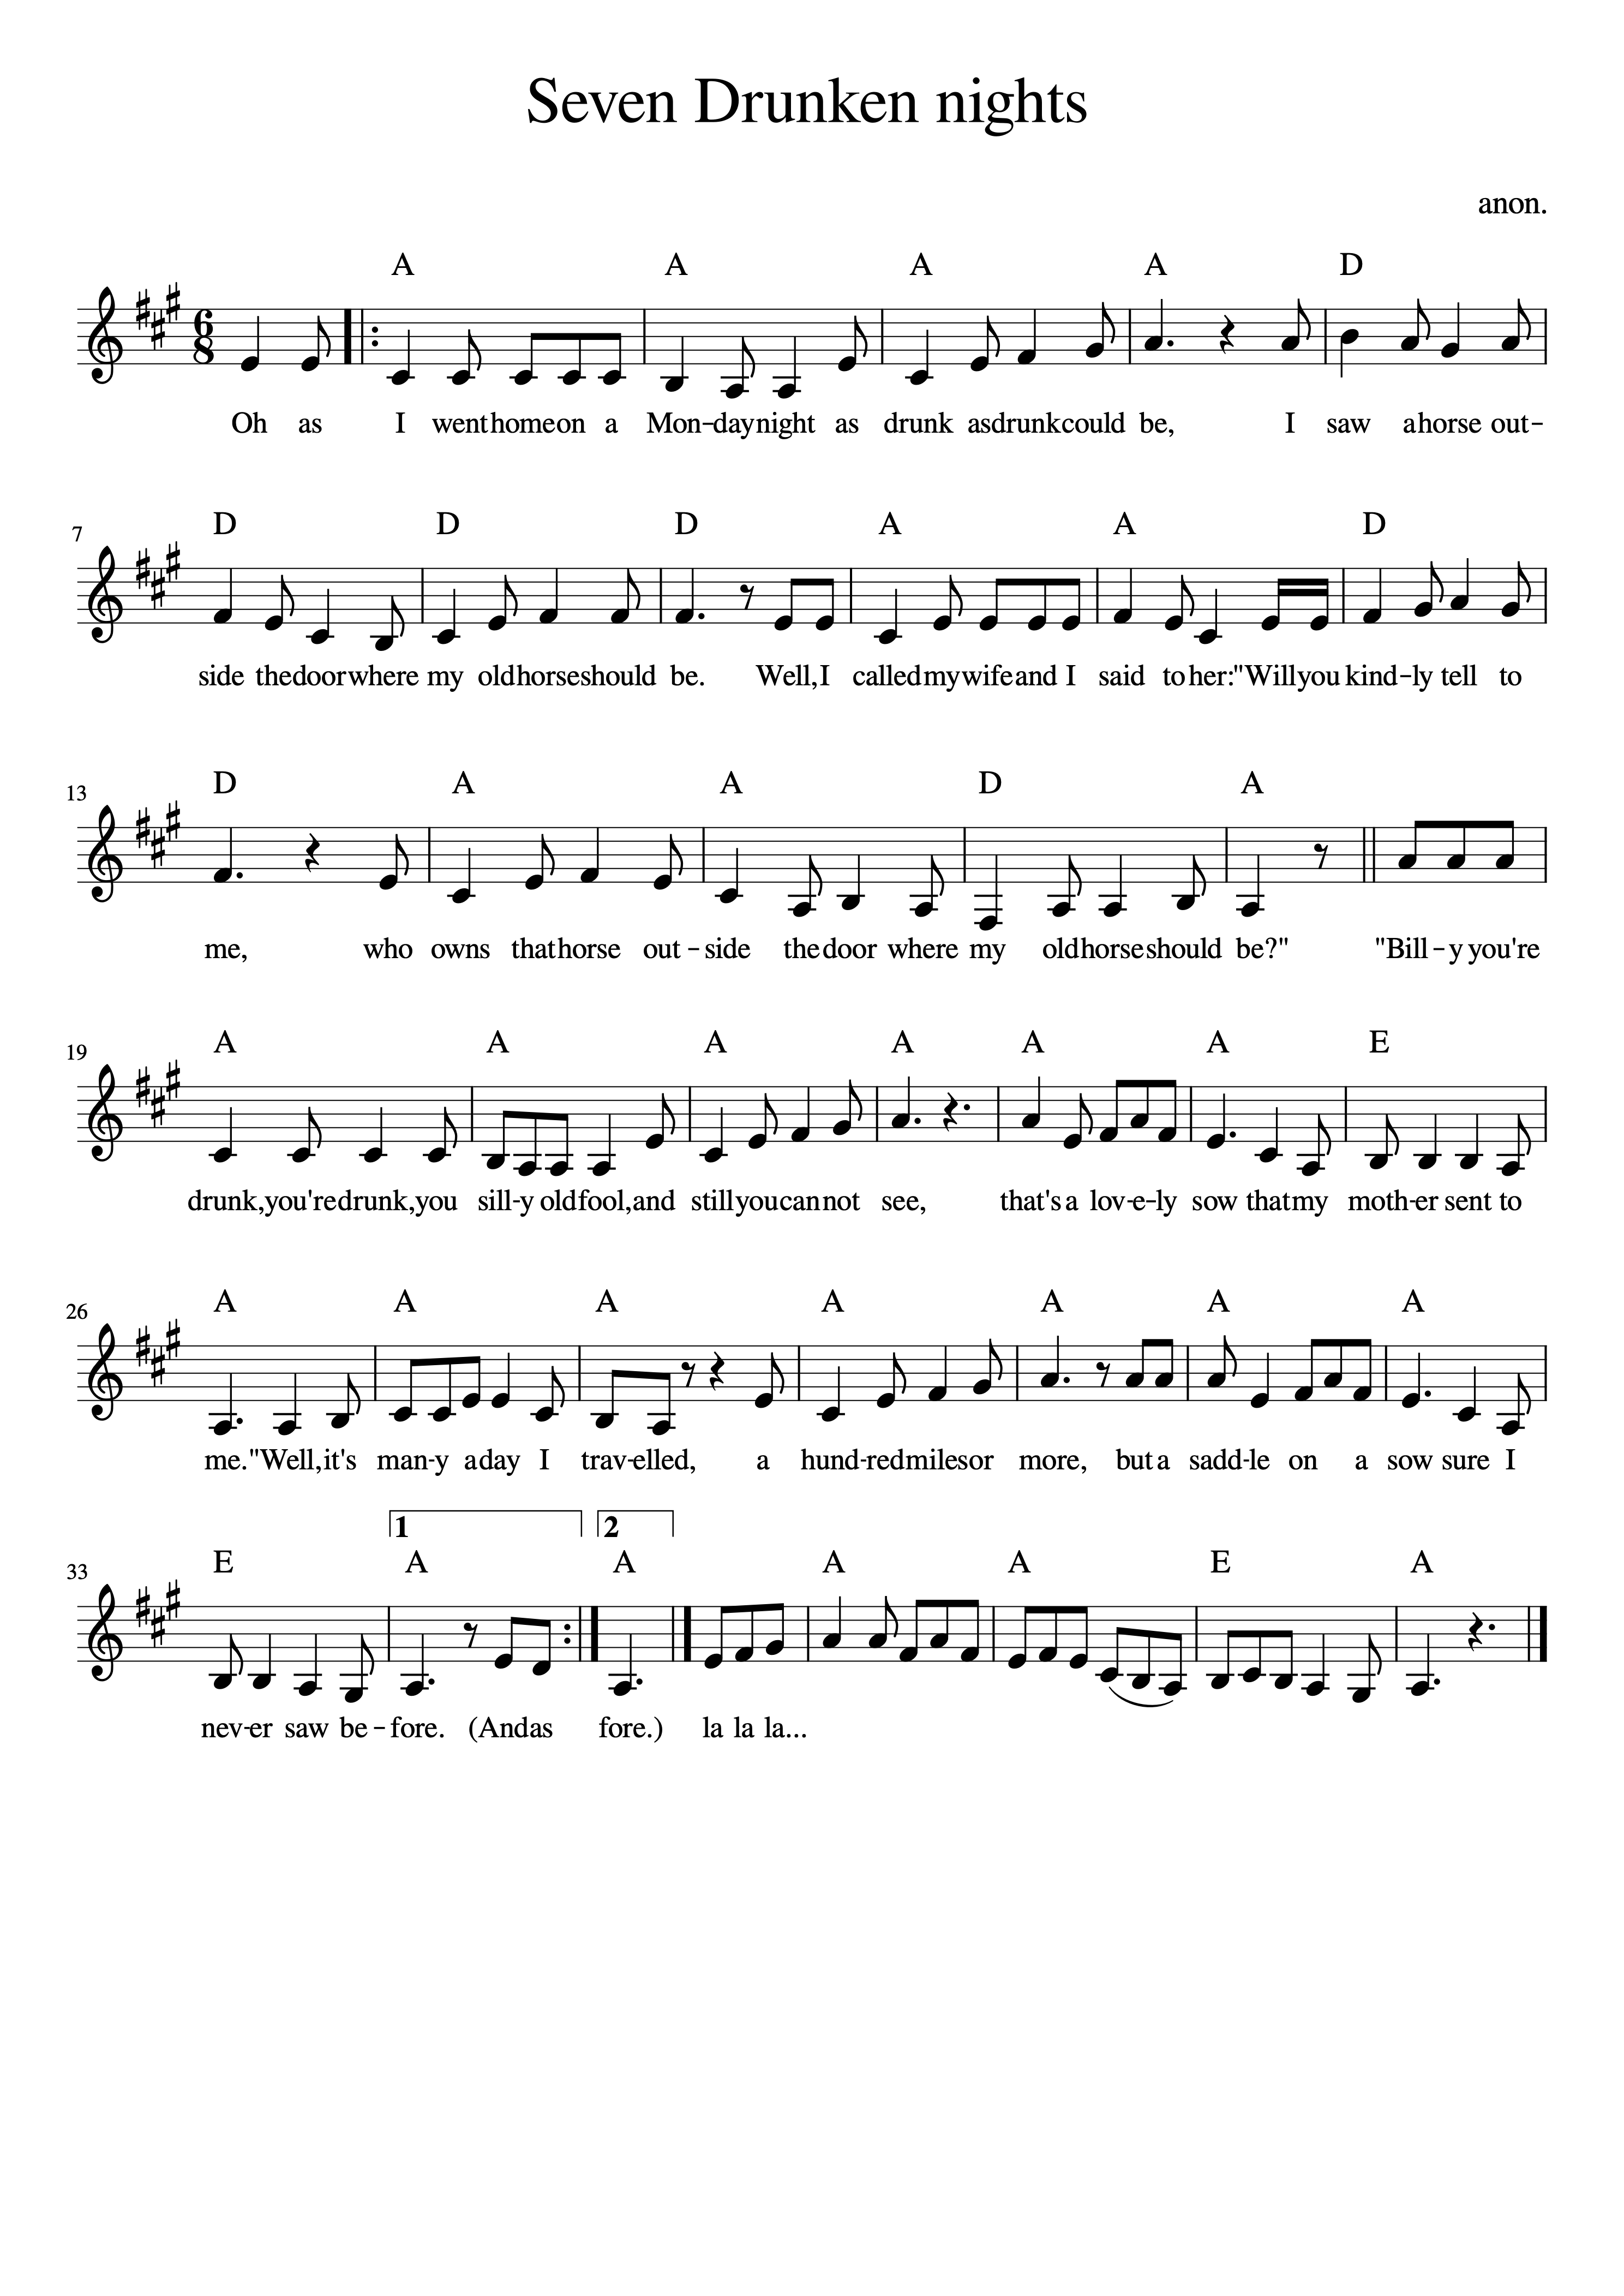 Seven Drunken nights
anon.
A A A A D
6
8
Oh as I went home on a Mon-day night as drunk as drunk could be, I saw a horse out-
7
D D D A A D
side the door where my old horse should be. Well, I called my wife and I said to her: "Will you kind-ly tell to
13
D A A D A
me, who owns that horse out-side the door where my old horse should be?" "Bill-y you're
19
A A A A A A E
drunk, you're drunk, you sill-y old fool, and still you can not see, that's a lov-e-ly sow that my moth-er sent to
26
A A A A A A A
me." Well, it's man-y a day I trav-elled, a hund-red miles or more, but a sadd-le on a sow sure I
1 2
33
E A A A A E A
nev-er saw be-fore. (And as fore.) la la la...